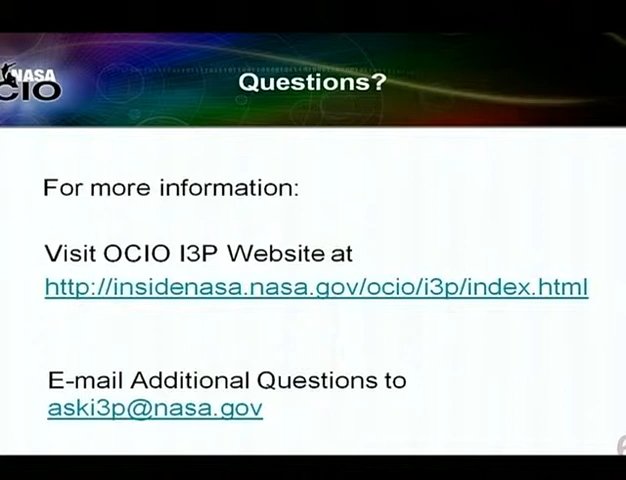 NASA
OCIO
Questions?
For more information:
Visit OCIO I3P Website at
http://insidenasa.nasa.gov/ocio/i3p/index.html
E-mail Additional Questions to
aski3p@nasa.gov